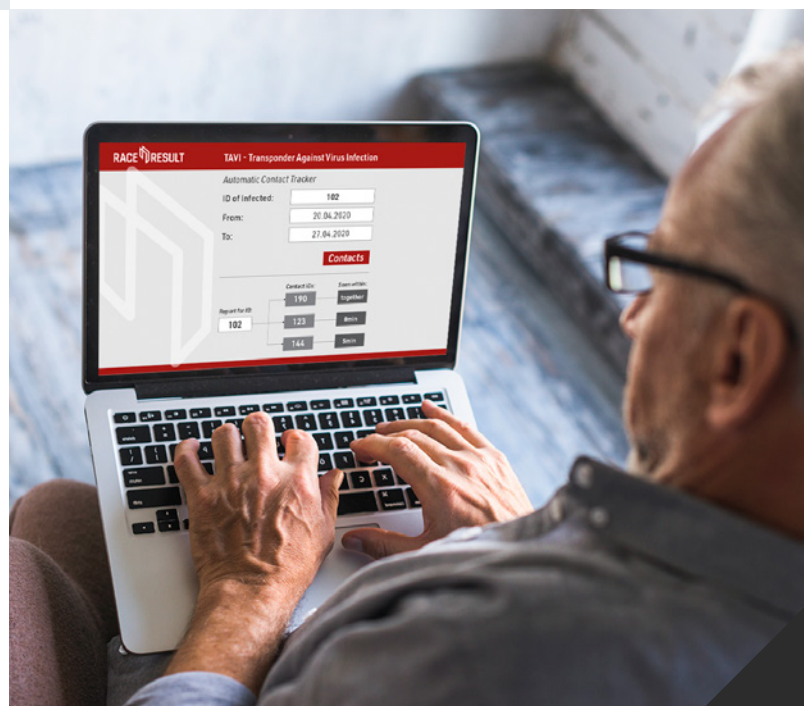 RACE RESULT
TAVI - Transponder Against Virus Infection
Automatic Contact Tracker
ID of infected: 102
From: 20.04.2020
To: 27.04.2020
Contacts
Contact IDs: Seen within:
190 together
Report for ID:
102
123 8min
144 5min